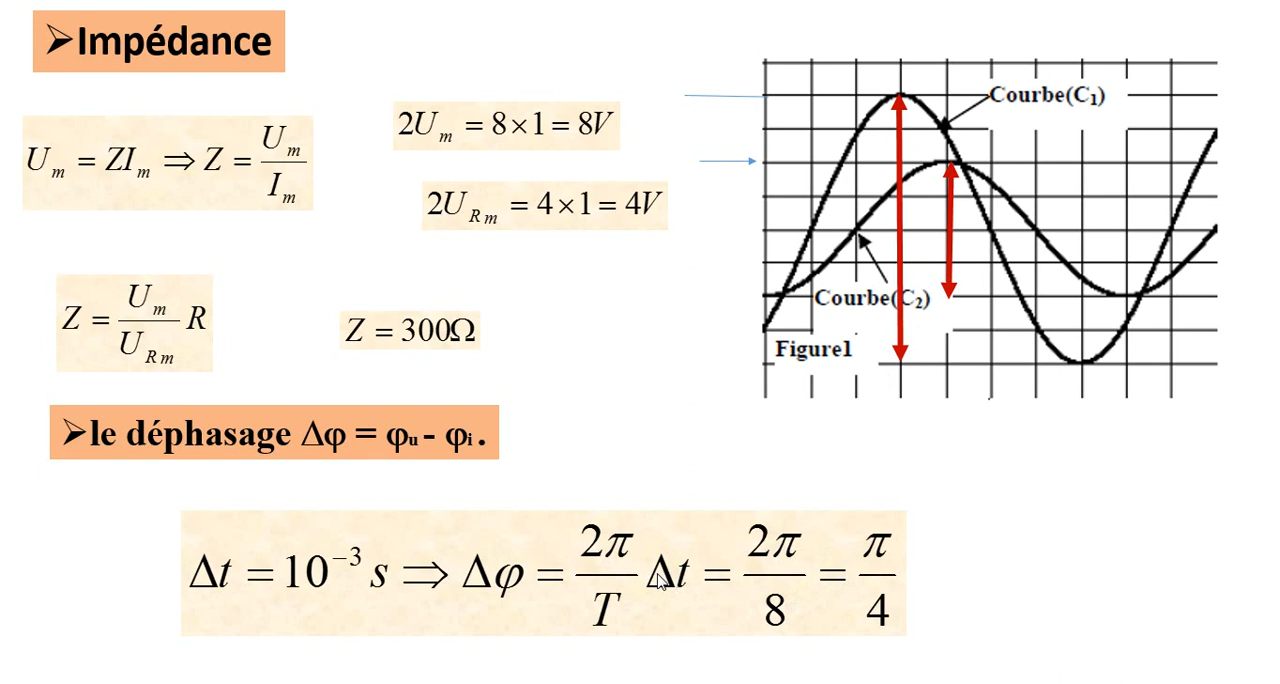 ➢Impédance
U_m = ZI_m ⇒ Z = U_m / I_m
2U_m = 8×1 = 8V
2U_Rm = 4×1 = 4V
Z = U_m / U_Rm R
Z = 300Ω
Courbe(C₁)
Courbe(C₂)
Figure1
➢le déphasage Δφ = φᵤ - φᵢ .
Δt = 10⁻³ s ⇒ Δφ = 2π / T Δt = 2π / 8 = π / 4